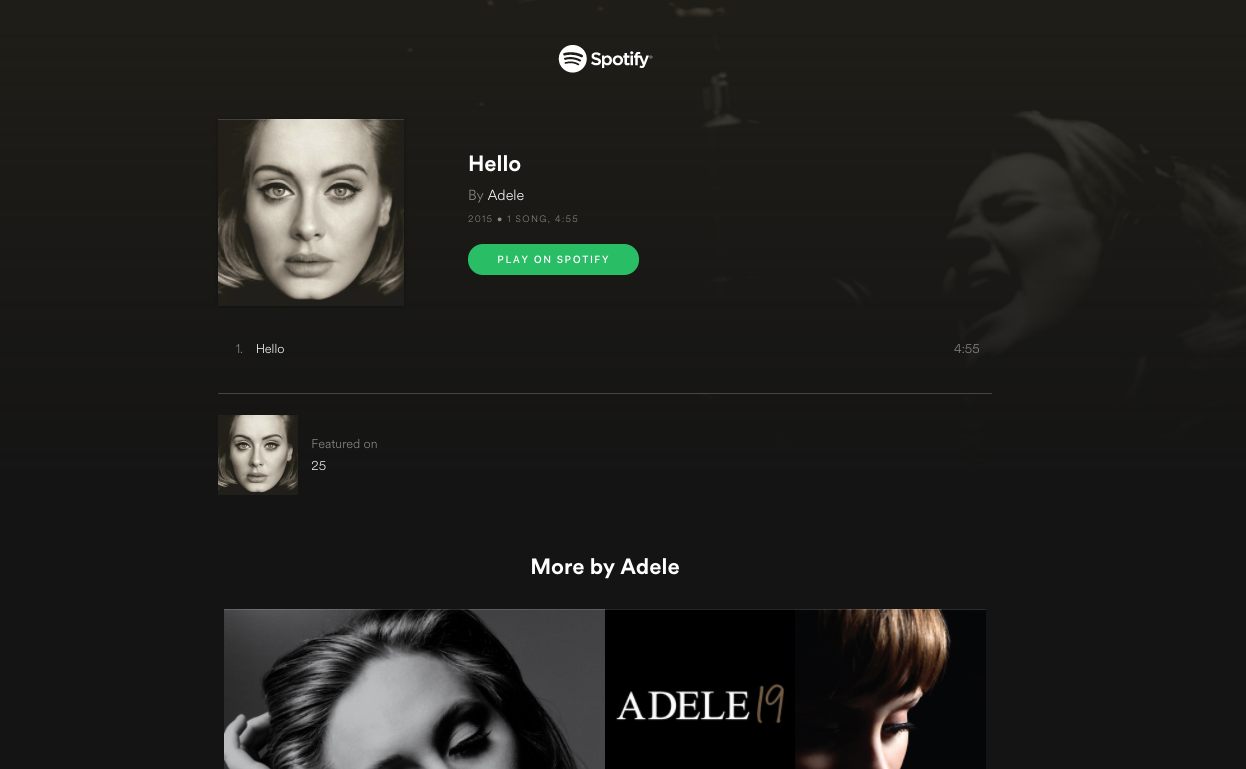 Spotify
Hello
By Adele
2015 • 1 SONG, 4:55
PLAY ON SPOTIFY
1. Hello 4:55
Featured on
25
More by Adele
ADELE 19